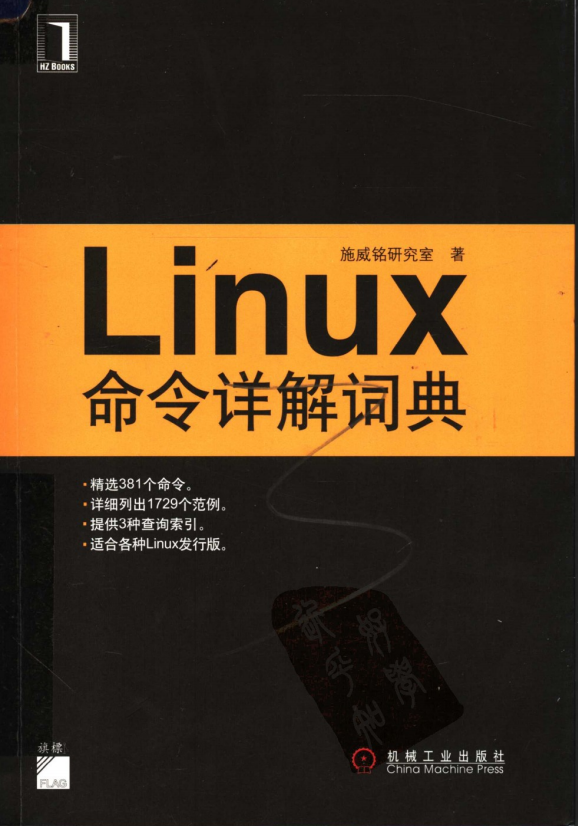 HZ BOOKS
施威铭研究室 著
Linux
命令详解词典
·精选381个命令。
·详细列出1729个范例。
·提供3种查询索引。
·适合各种Linux发行版。
好学
旗標
FLAG
机械工业出版社
China Machine Press